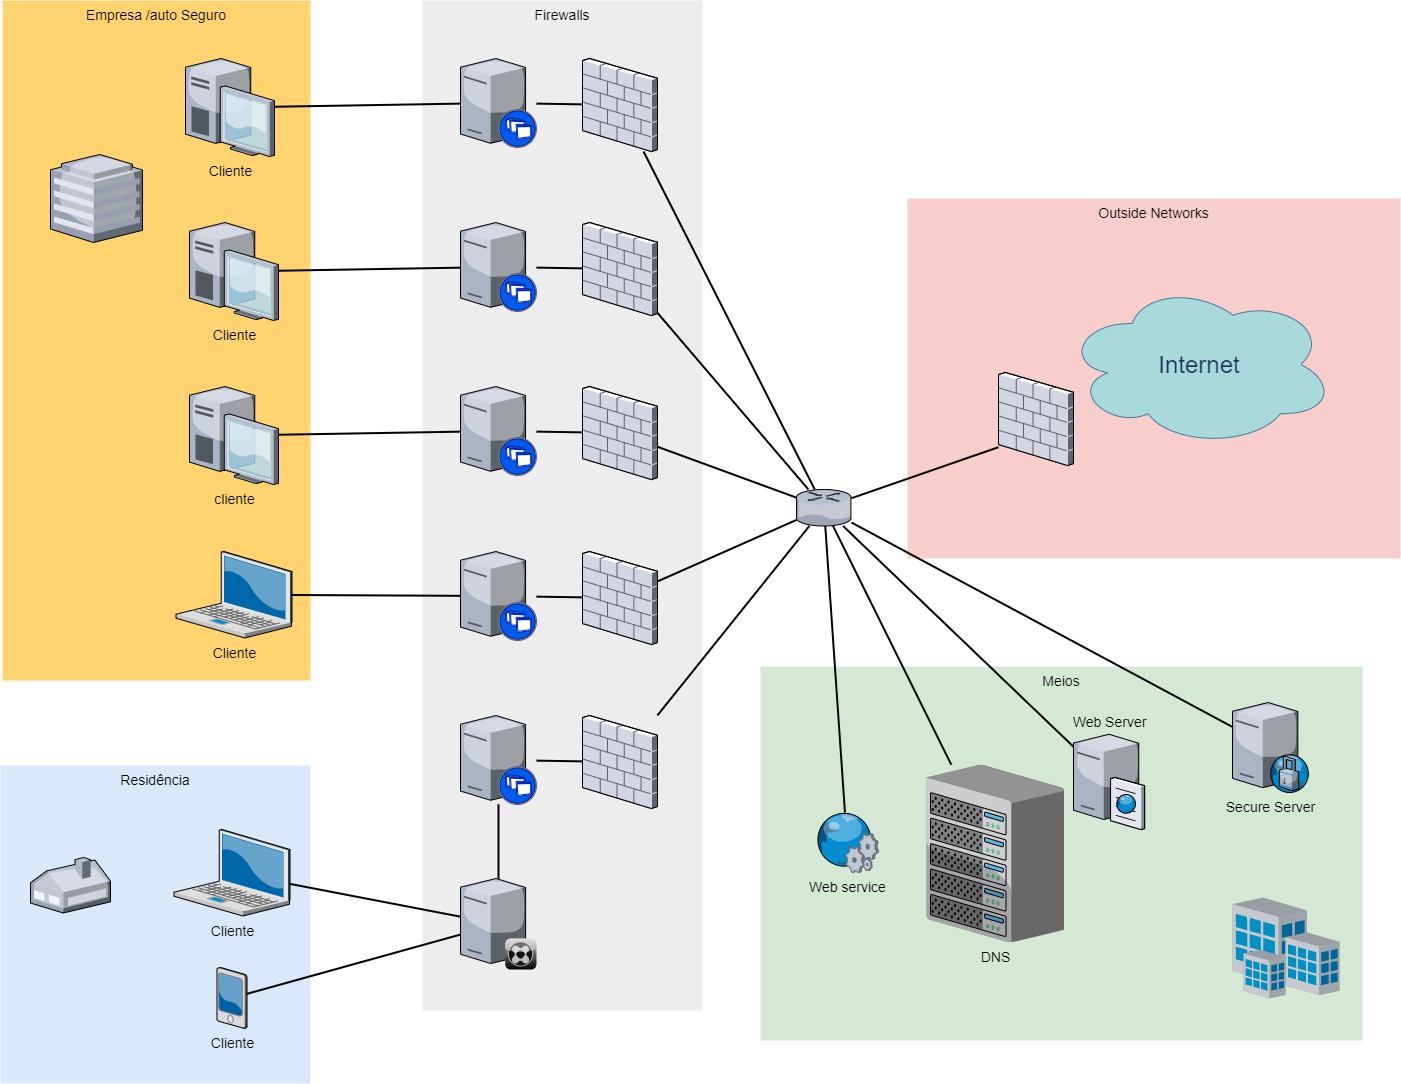 Empresa /auto Seguro
Firewalls
Cliente
Outside Networks
Cliente
Internet
cliente
Cliente
Meios
Web Server
Residência
Secure Server
Web service
Cliente
DNS
Cliente